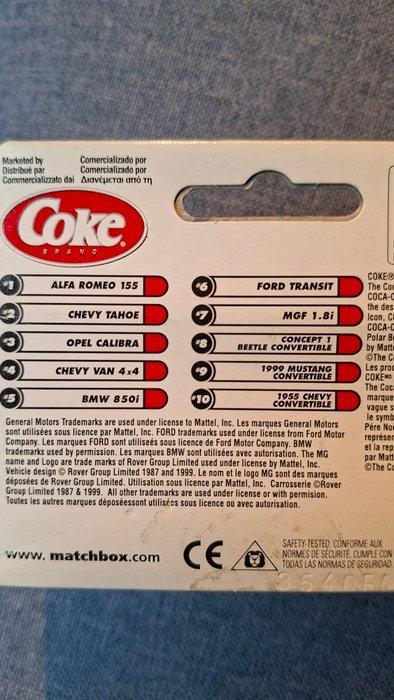 Marketed by
Distribué par
Commercializzato dai
Comercializado por
Comercializado por
Διανέμεται από τη
Coke®
BRAND
#1 ALFA ROMEO 155
#2 CHEVY TAHOE
#3 OPEL CALIBRA
#4 CHEVY VAN 4x4
#5 BMW 850i
#6 FORD TRANSIT
#7 MGF 1.8i
#8 CONCEPT 1
BEETLE CONVERTIBLE
#9 1999 MUSTANG
CONVERTIBLE
#10 1955 CHEVY
CONVERTIBLE
COKE®
The Co
COCA-C
the des
Icon, C
COCA-C
Polar B
by Matt
©The C
Les pro
COKE
The Coca
marques
vague s
le symb
Père No
représen
et la rep
par Matt
©The Co
General Motors Trademarks are used under license to Mattel, Inc. Les marques General Motors
sont utilisées sous licence par Mattel, Inc. FORD trademarks used under license from Ford Motor
Company. Les marques FORD sont utilisés sous licence de Ford Motor Company. BMW
trademarks used by permission. Les marques BMW sont utilisées avec autorisation. The MG
name and Logo are trade marks of Rover Group Limited used under license by Mattel, Inc.
Vehicle design © Rover Group Limited 1987 and 1999. Le nom et le logo MG sont des marques
déposées de Rover Group Limited. Utilisation sous licence par Mattel, Inc. Carrosserie ©Rover
Group Limited 1987 & 1999. All other trademarks are used under license or with permision.
Toutes les autres marques déposéessont utilisés sous licence ou avec autorisation.
www.matchbox.com
CE
SAFETY-TESTED. CONFORME AUX
NORMES DE SÉCURITÉ. CUMPLE CON
TODAS LAS NORMAS DE SEGURIDAD.